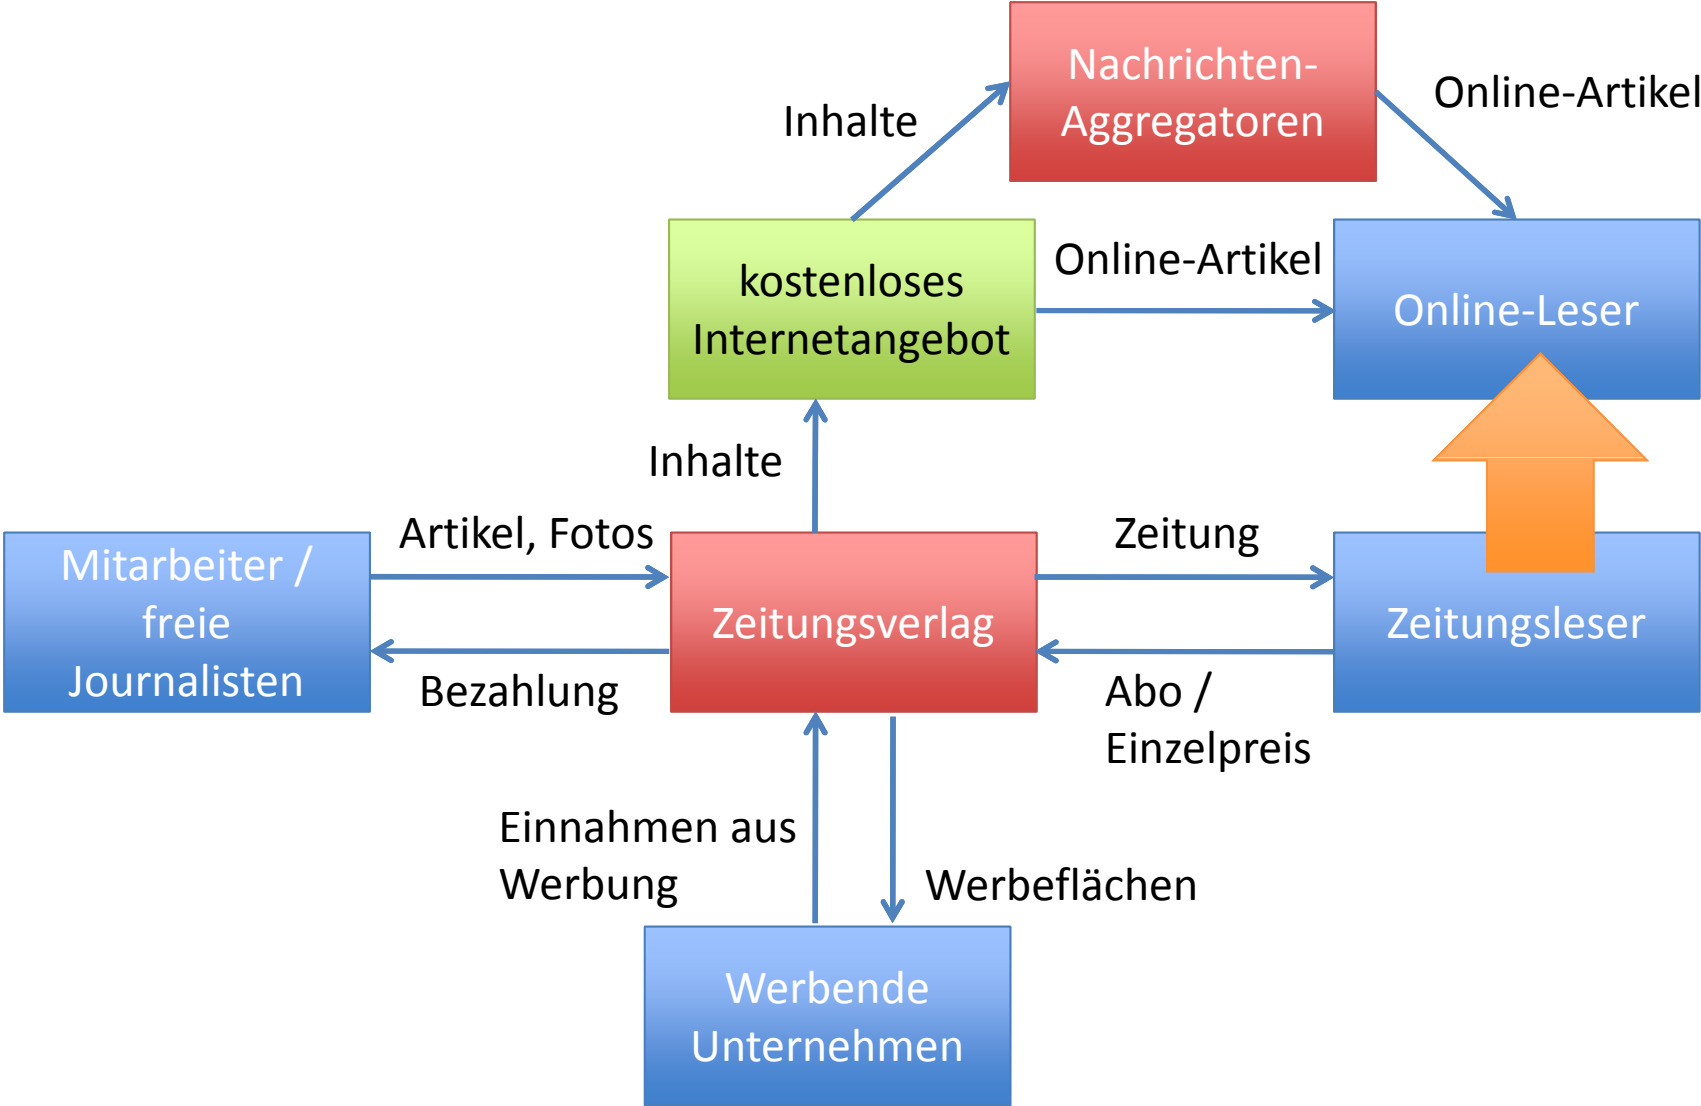 Nachrichten-
Aggregatoren
Online-Artikel
Inhalte
kostenloses
Internetangebot
Online-Artikel
Online-Leser
Inhalte
Mitarbeiter /
freie
Journalisten
Artikel, Fotos
Bezahlung
Zeitungsverlag
Zeitung
Abo /
Einzelpreis
Zeitungsleser
Einnahmen aus
Werbung
Werbeflächen
Werbende
Unternehmen